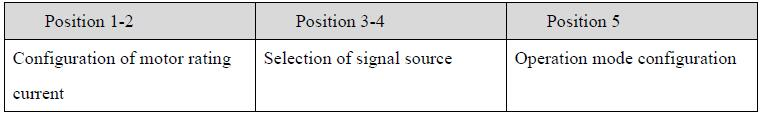 Position 1-2 Position 3-4 Position 5
Configuration of motor rating current Selection of signal source Operation mode configuration